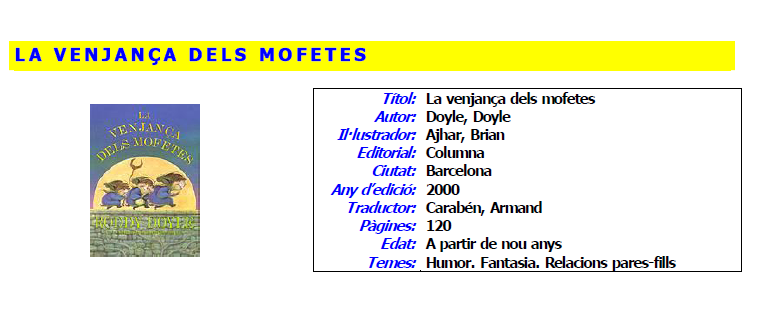 LA VENJANÇA DELS MOFETES
LA
VENJANÇA
DELS MOFETES
RODDY DOYLE
Títol: La venjança dels mofetes
Autor: Doyle, Doyle
Il·lustrador: Ajhar, Brian
Editorial: Columna
Ciutat: Barcelona
Any d'edició: 2000
Traductor: Carabén, Armand
Pàgines: 120
Edat: A partir de nou anys
Temes: Humor. Fantasia. Relacions pares-fills